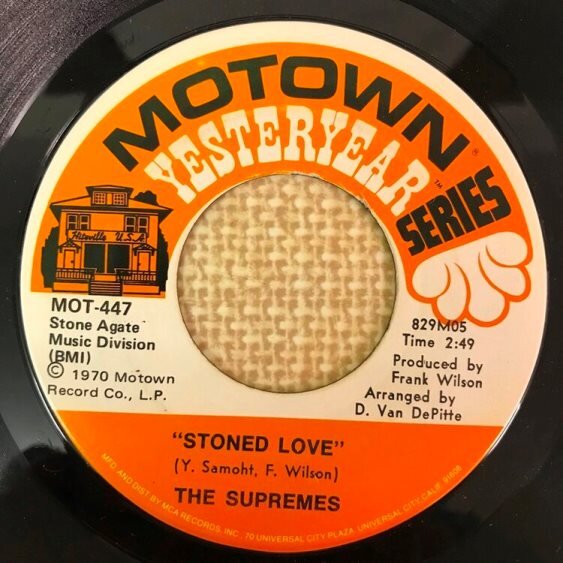 MOTOWN®
YESTERYEAR™
SERIES
Hitsville U.S.A.
MOT-447
Stone Agate
Music Division
(BMI)
© 1970 Motown
Record Co., L.P.
829M05
Time 2:49
Produced by
Frank Wilson
Arranged by
D. Van DePitte
"STONED LOVE"
(Y. Samoht, F. Wilson)
THE SUPREMES
MFD. AND DIST. BY MCA RECORDS, INC., 70 UNIVERSAL CITY PLAZA, UNIVERSAL CITY, CALIF. 91608